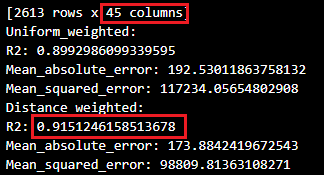 [2613 rows x 45 columns]
Uniform_weighted:
R2: 0.8992986099339595
Mean_absolute_error: 192.53011863758132
Mean_squared_error: 117234.05654802908
Distance weighted:
R2: 0.9151246158513678
Mean_absolute_error: 173.8842419672543
Mean_squared_error: 98809.81363108271